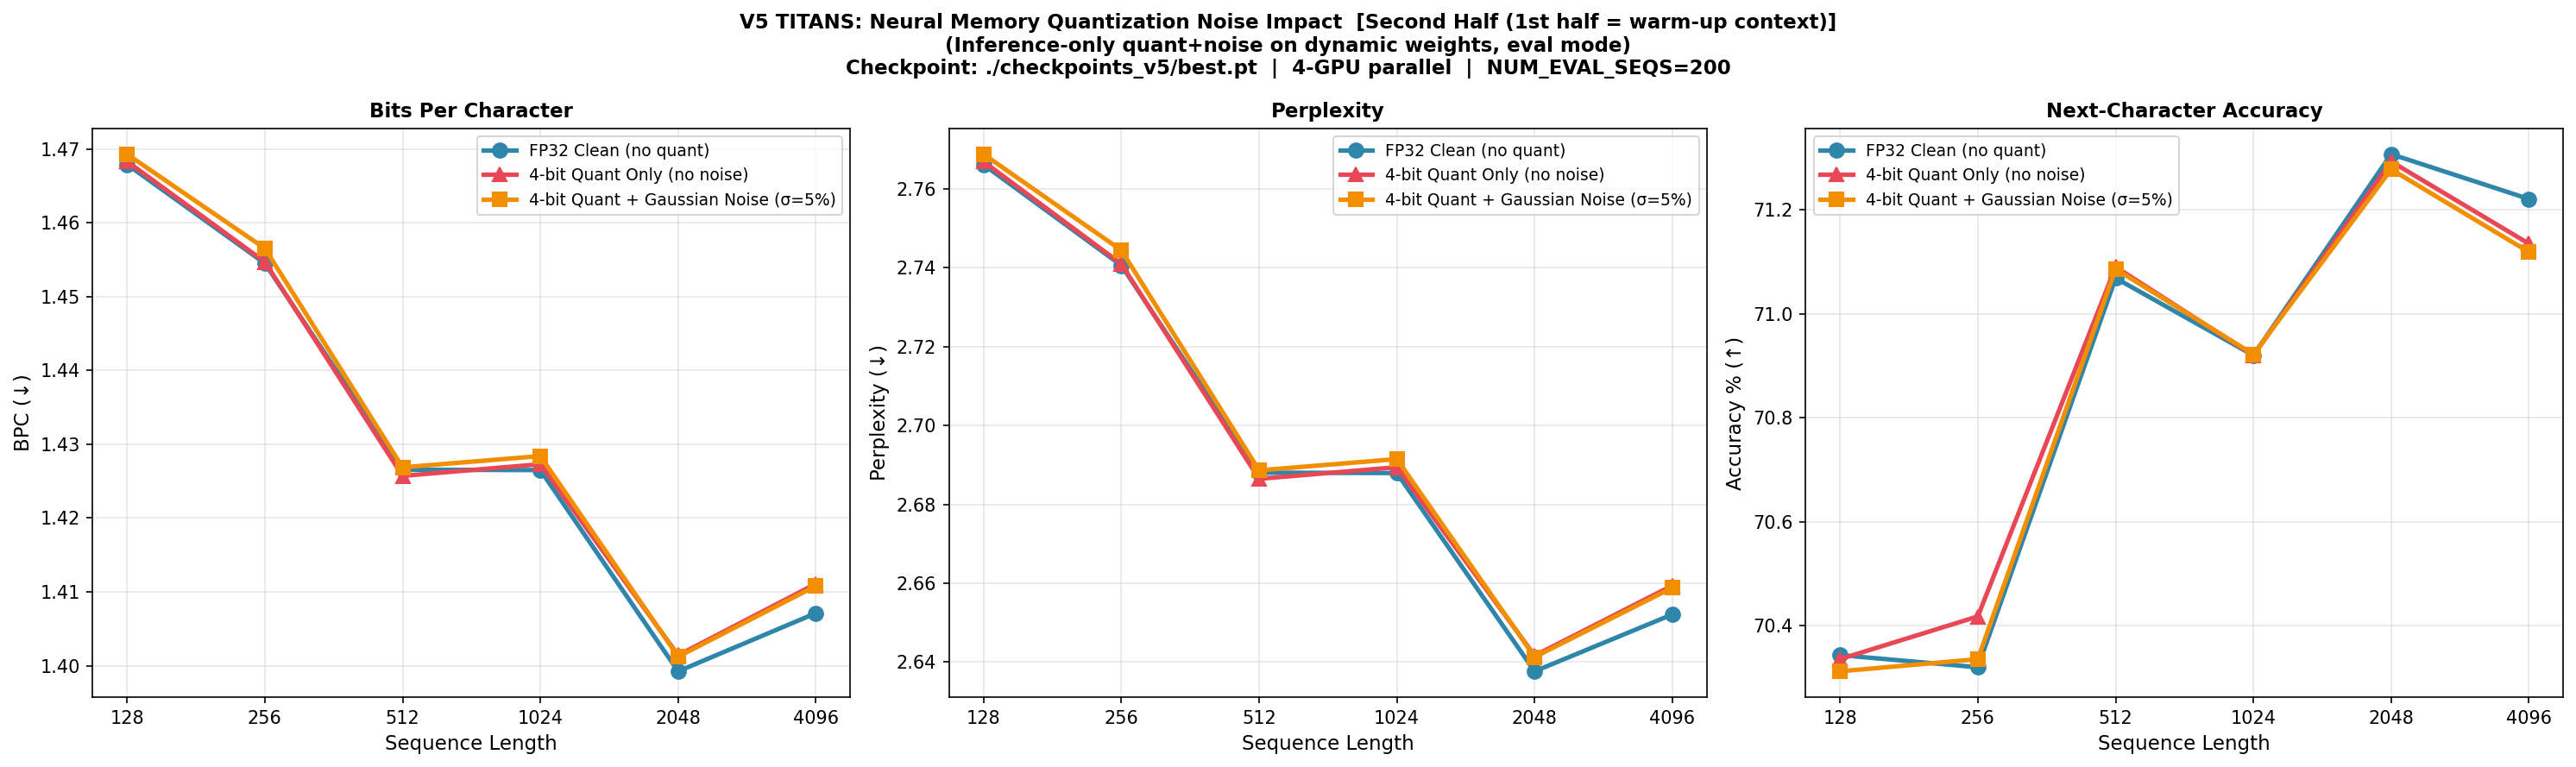 V5 TITANS: Neural Memory Quantization Noise Impact  [Second Half (1st half = warm-up context)]
(Inference-only quant+noise on dynamic weights, eval mode)
Checkpoint: ./checkpoints_v5/best.pt  |  4-GPU parallel  |  NUM_EVAL_SEQS=200
Bits Per Character
BPC (↓)
1.47
1.46
1.45
1.44
1.43
1.42
1.41
1.40
FP32 Clean (no quant)
4-bit Quant Only (no noise)
4-bit Quant + Gaussian Noise (σ=5%)
128 256 512 1024 2048 4096
Sequence Length
Perplexity
Perplexity (↓)
2.76
2.74
2.72
2.70
2.68
2.66
2.64
FP32 Clean (no quant)
4-bit Quant Only (no noise)
4-bit Quant + Gaussian Noise (σ=5%)
128 256 512 1024 2048 4096
Sequence Length
Next-Character Accuracy
Accuracy % (↑)
71.2
71.0
70.8
70.6
70.4
FP32 Clean (no quant)
4-bit Quant Only (no noise)
4-bit Quant + Gaussian Noise (σ=5%)
128 256 512 1024 2048 4096
Sequence Length